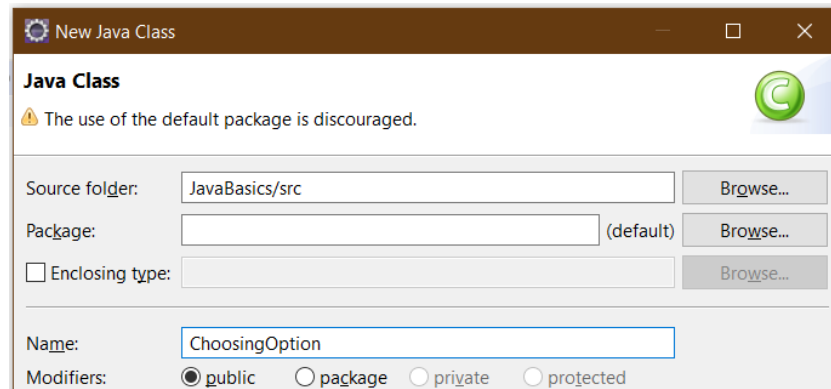 New Java Class
Java Class
The use of the default package is discouraged.
Source folder: JavaBasics/src Browse...
Package: (default) Browse...
Enclosing type: Browse...
Name: ChoosingOption
Modifiers: public package private protected